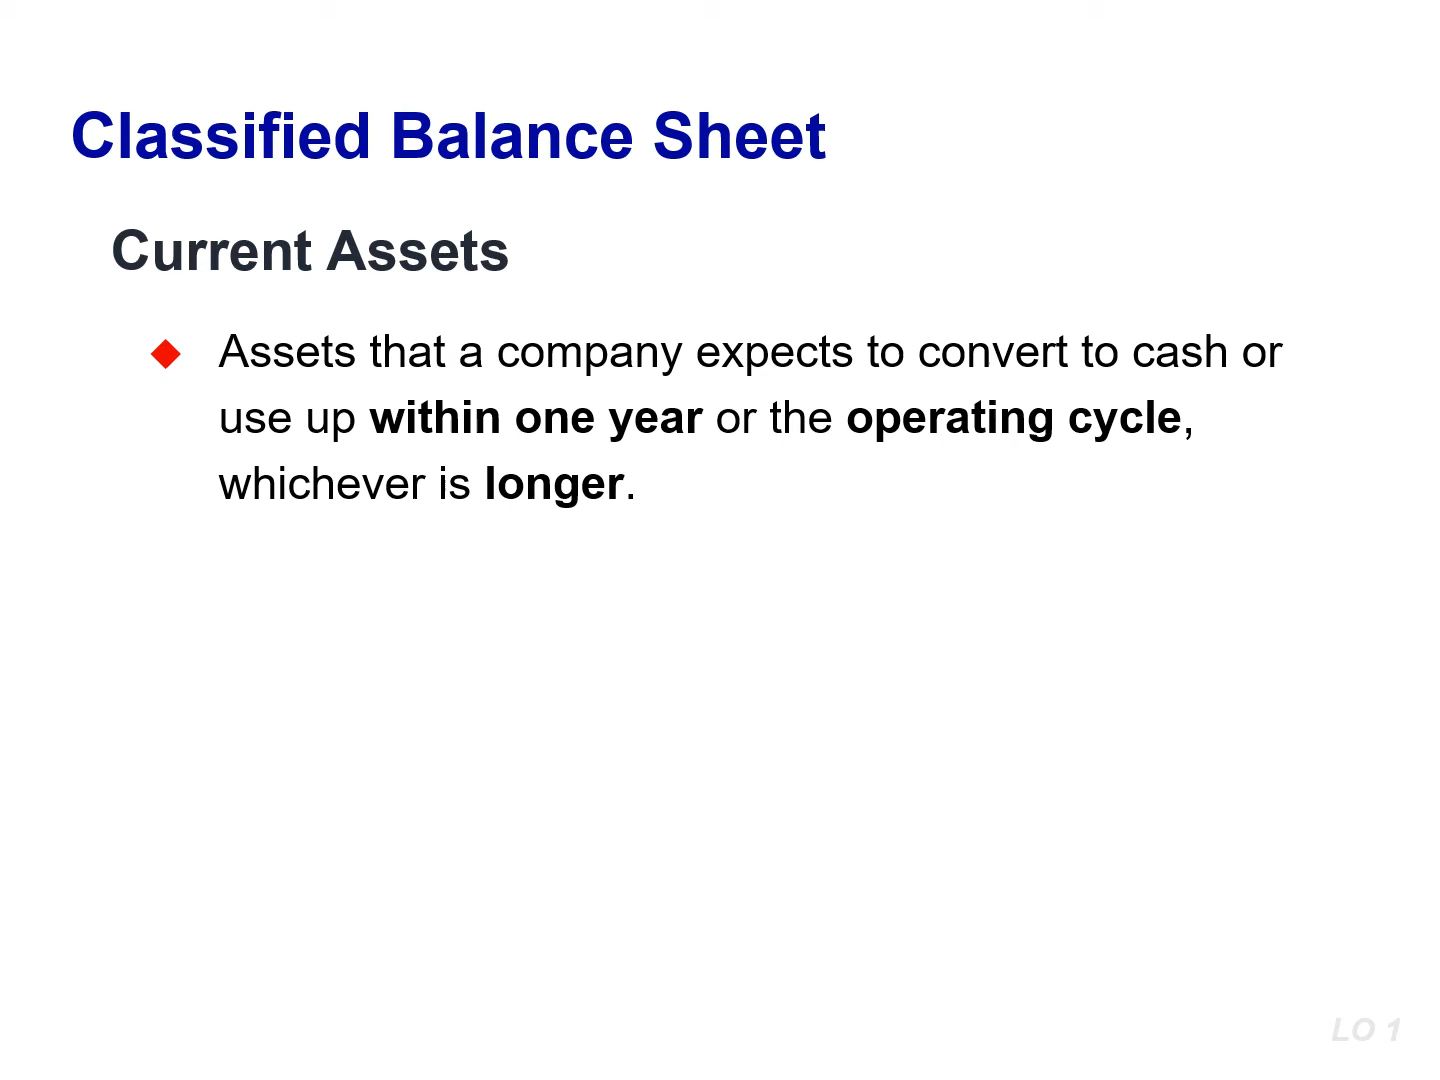 Classified Balance Sheet
Current Assets
Assets that a company expects to convert to cash or
use up within one year or the operating cycle,
whichever is longer.
LO 1